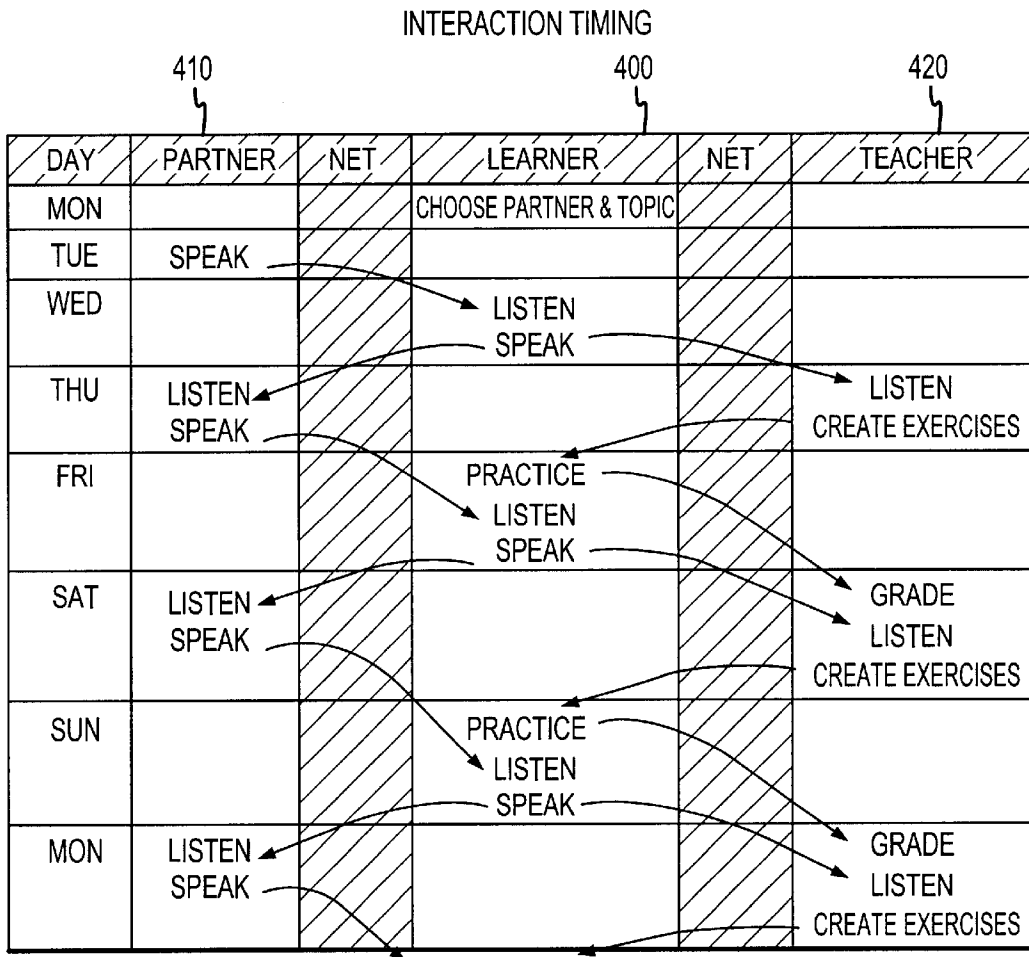 INTERACTION TIMING
410 400 420
DAY PARTNER NET LEARNER NET TEACHER
MON CHOOSE PARTNER & TOPIC
TUE SPEAK
WED LISTEN
SPEAK
THU LISTEN LISTEN
SPEAK CREATE EXERCISES
FRI PRACTICE
LISTEN
SPEAK
SAT LISTEN GRADE
SPEAK LISTEN
CREATE EXERCISES
SUN PRACTICE
LISTEN
SPEAK
MON LISTEN GRADE
SPEAK LISTEN
CREATE EXERCISES